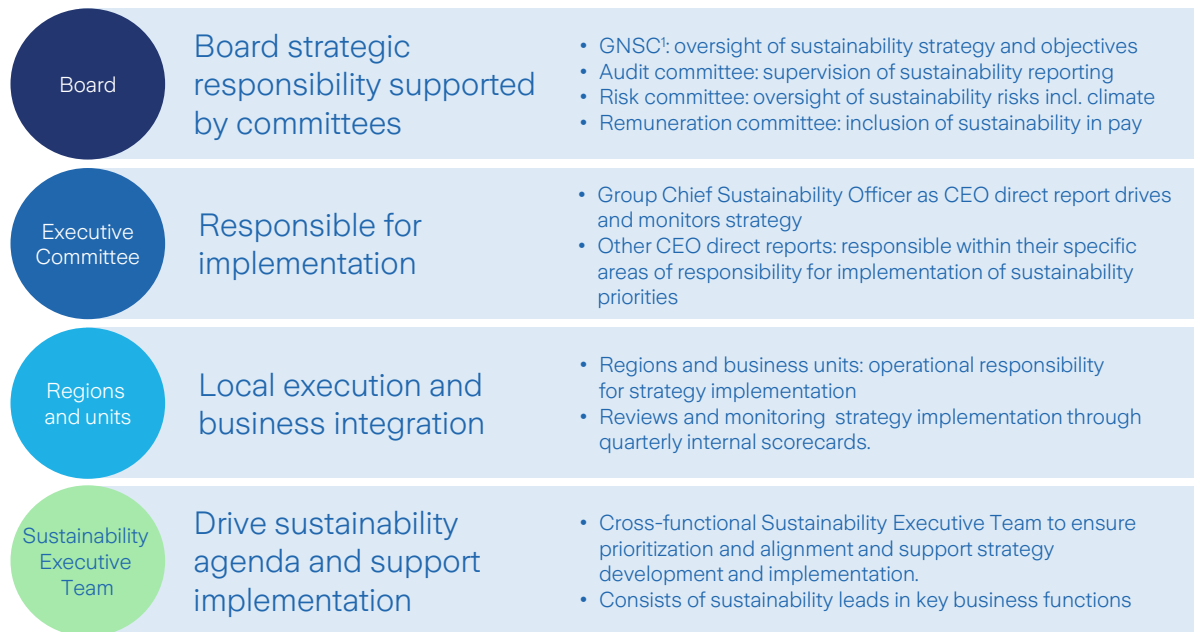 Board
Board strategic
responsibility supported
by committees
• GNSC¹: oversight of sustainability strategy and objectives
• Audit committee: supervision of sustainability reporting
• Risk committee: oversight of sustainability risks incl. climate
• Remuneration committee: inclusion of sustainability in pay
Executive
Committee
Responsible for
implementation
• Group Chief Sustainability Officer as CEO direct report drives
and monitors strategy
• Other CEO direct reports: responsible within their specific
areas of responsibility for implementation of sustainability
priorities
Regions
and units
Local execution and
business integration
• Regions and business units: operational responsibility
for strategy implementation
• Reviews and monitoring strategy implementation through
quarterly internal scorecards.
Sustainability
Executive
Team
Drive sustainability
agenda and support
implementation
• Cross-functional Sustainability Executive Team to ensure
prioritization and alignment and support strategy
development and implementation.
• Consists of sustainability leads in key business functions